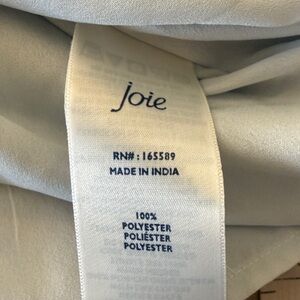 Joie
RN#: 165589
MADE IN INDIA
100%
POLYESTER
POLIÉSTER
POLYESTER